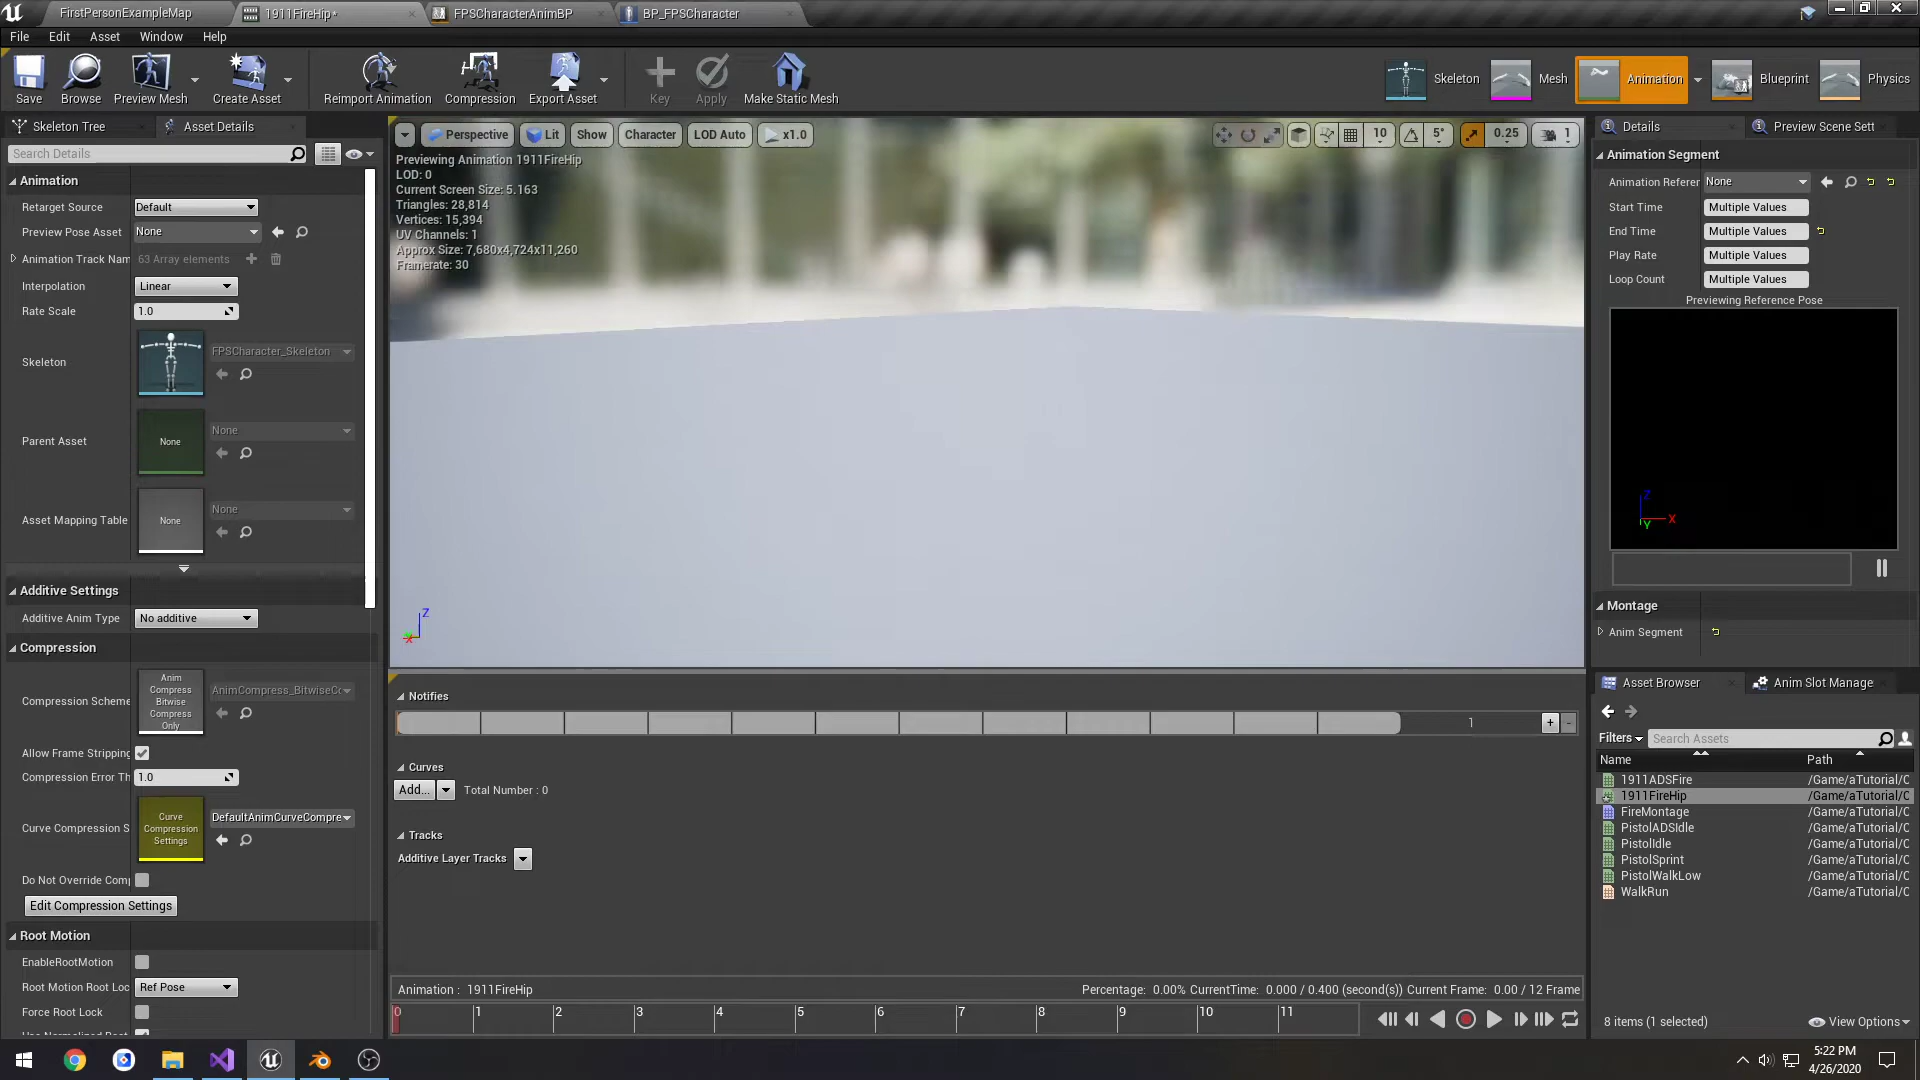 FirstPersonExampleMap
1911FireHip*
FPSCharacterAnimBP
BP_FPSCharacter
File Edit Asset Window Help
Save Browse Preview Mesh Create Asset Reimport Animation Compression Export Asset Key Apply Make Static Mesh
Skeleton Mesh Animation Blueprint Physics
Skeleton Tree Asset Details
Search Details
Animation
Retarget Source Default
Preview Pose Asset None
Animation Track Nam 63 Array elements
Interpolation Linear
Rate Scale 1.0
Skeleton FPSCharacter_Skeleton
Parent Asset None None
Asset Mapping Table None None
Additive Settings
Additive Anim Type No additive
Compression
Compression Scheme Anim Compress Bitwise Compress Only AnimCompress_BitwiseCo
Allow Frame Stripping
Compression Error Th 1.0
Curve Compression S Curve Compression Settings DefaultAnimCurveCompre
Do Not Override Comp
Edit Compression Settings
Root Motion
EnableRootMotion
Root Motion Root Loc Ref Pose
Force Root Lock
Perspective Lit Show Character LOD Auto x1.0
10 5° 0.25 1
Previewing Animation 1911FireHip
LOD: 0
Current Screen Size: 5.163
Triangles: 28,814
Vertices: 15,394
UV Channels: 1
Approx Size: 7,680x4,724x11,260
Framerate: 30
Z
X
Notifies
1
+ -
Curves
Add... Total Number : 0
Tracks
Additive Layer Tracks
Animation : 1911FireHip
Percentage: 0.00% CurrentTime: 0.000 / 0.400 (second(s)) Current Frame: 0.00 / 12 Frame
0 1 2 3 4 5 6 7 8 9 10 11
Details Preview Scene Sett
Animation Segment
Animation Referen None
Start Time Multiple Values
End Time Multiple Values
Play Rate Multiple Values
Loop Count Multiple Values
Previewing Reference Pose
Z
X
Y
Montage
Anim Segment
Asset Browser Anim Slot Manage
Filters Search Assets
Name Path
1911ADSFire /Game/aTutorial/C
1911FireHip /Game/aTutorial/C
FireMontage /Game/aTutorial/C
PistolADSIdle /Game/aTutorial/C
PistolIdle /Game/aTutorial/C
PistolSprint /Game/aTutorial/C
PistolWalkLow /Game/aTutorial/C
WalkRun /Game/aTutorial/C
8 items (1 selected) View Options
5:22 PM
4/26/2020